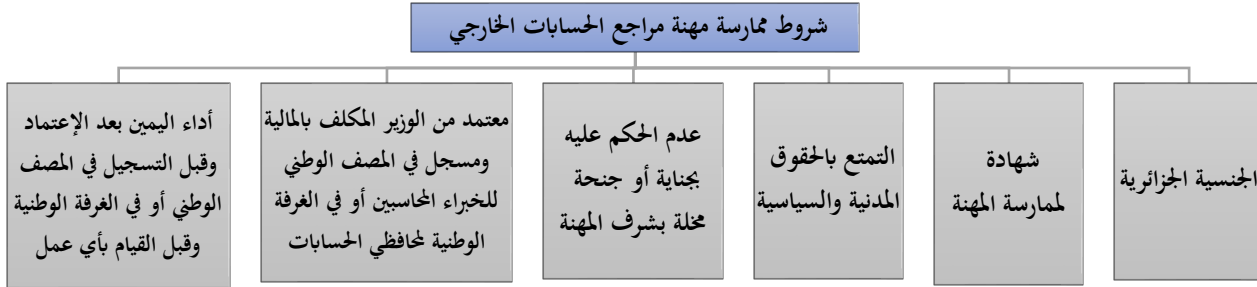 شروط ممارسة مهنة مراجع الحسابات الخارجي
الجنسية الجزائرية
شهادة
لممارسة المهنة
التمتع بالحقوق
المدنية والسياسية
عدم الحكم عليه
بجناية أو جنحة
مخلة بشرف المهنة
معتمد من الوزير المكلف بالمالية
ومسجل في المصف الوطني
للخبراء المحاسبين أو في الغرفة
الوطنية لمحافظي الحسابات
أداء اليمين بعد الإعتماد
وقبل التسجيل في المصف
الوطني أو في الغرفة الوطنية
وقبل القيام بأي عمل